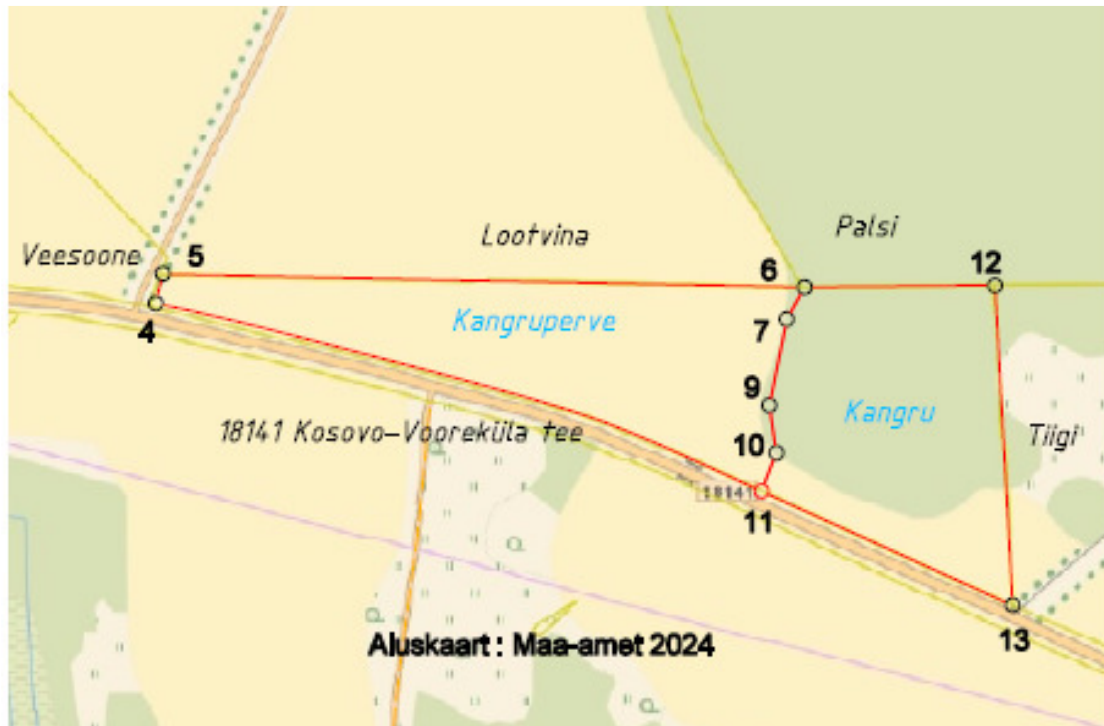 Palsi
Lootvina
Veesoone
5
6
12
4
Kangruperve
7
9
Kangru
18141 Kosovo–Vooreküla tee
Tiigi
10
18141
11
13
Aluskaart : Maa-amet 2024